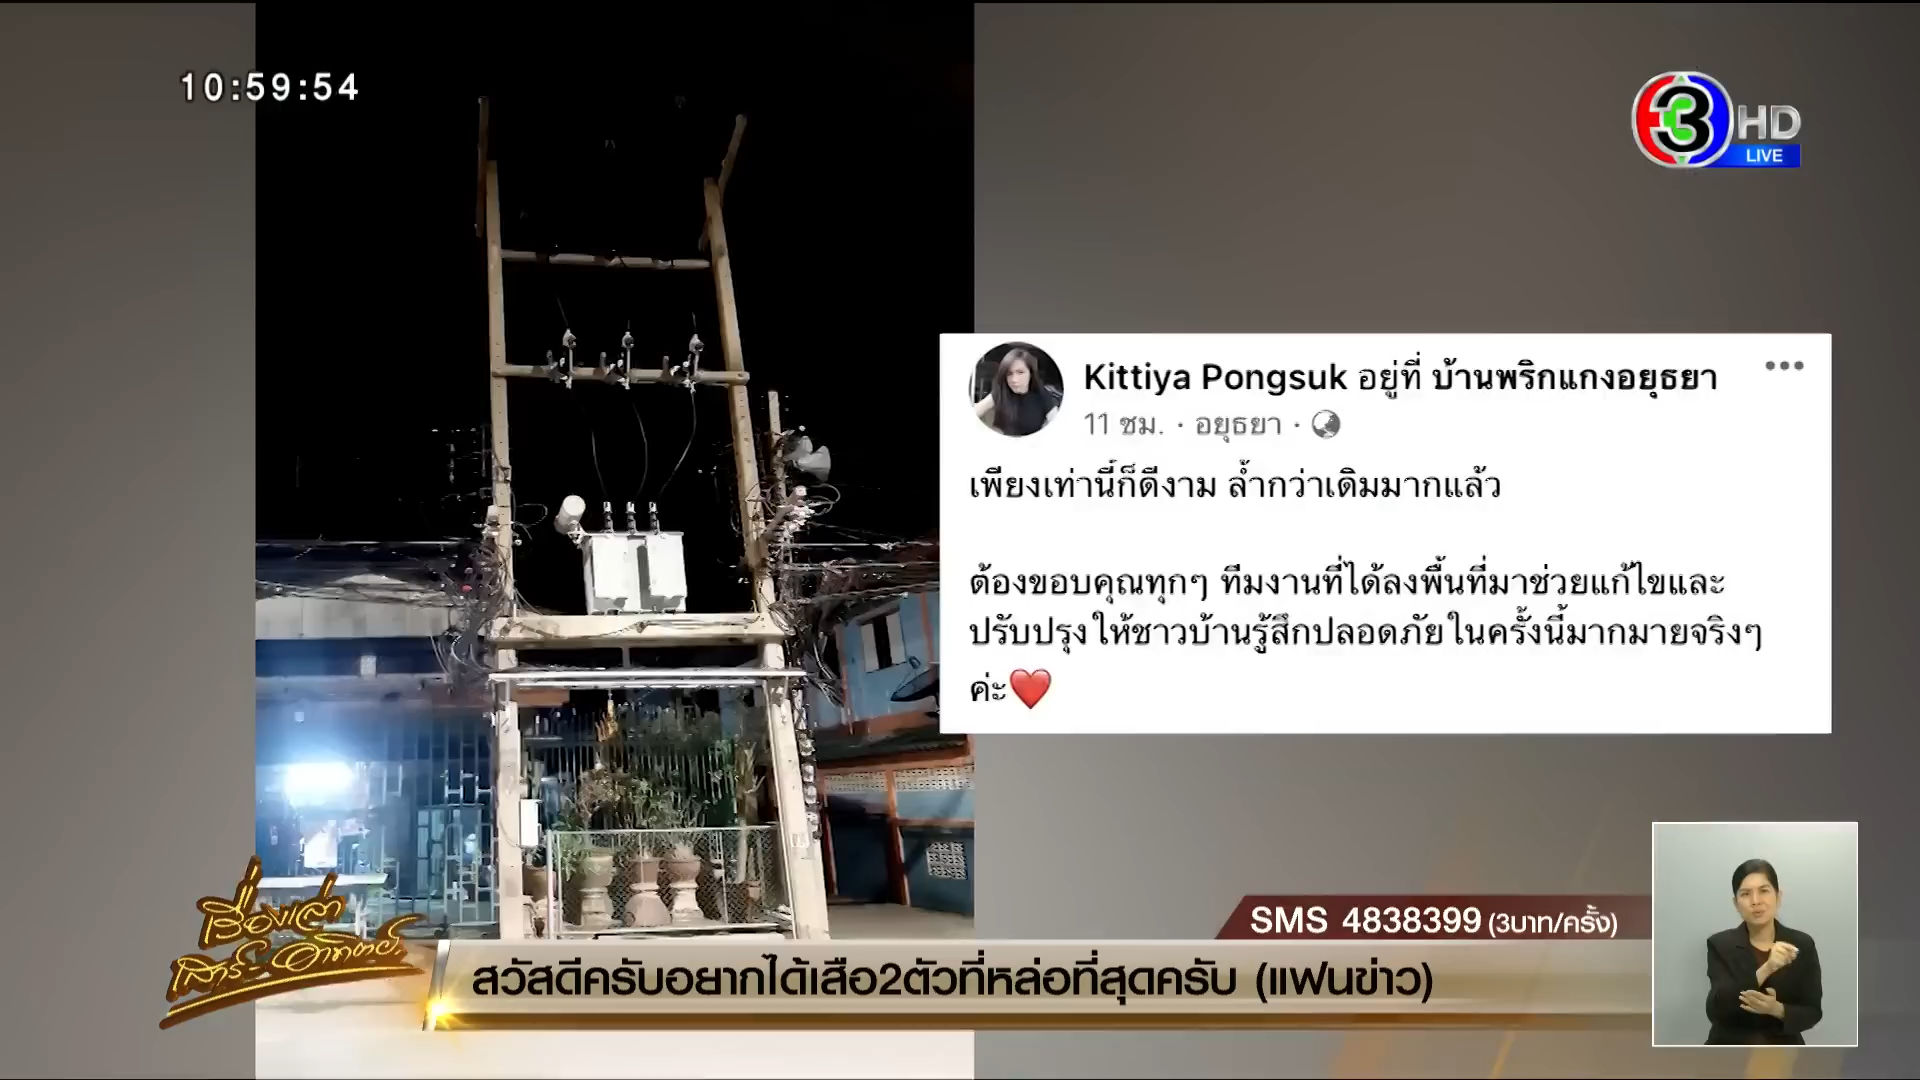 10:59:54
3 HD
LIVE
Kittiya Pongsuk อยู่ที่ บ้านพริกแกงอยุธยา
11 ชม. · อยุธยา ·
เพียงเท่านี้ก็ดีงาม ล้ำกว่าเดิมมากแล้ว
ต้องขอบคุณทุกๆ ทีมงานที่ได้ลงพื้นที่มาช่วยแก้ไขและ
ปรับปรุงให้ชาวบ้านรู้สึกปลอดภัยในครั้งนี้มากมายจริงๆ
ค่ะ❤️
SMS 4838399 (3บาท/ครั้ง)
เรื่องเล่า
เสาร์-อาทิตย์
สวัสดีครับอยากได้เสือ2ตัวที่หล่อที่สุดครับ (แฟนข่าว)